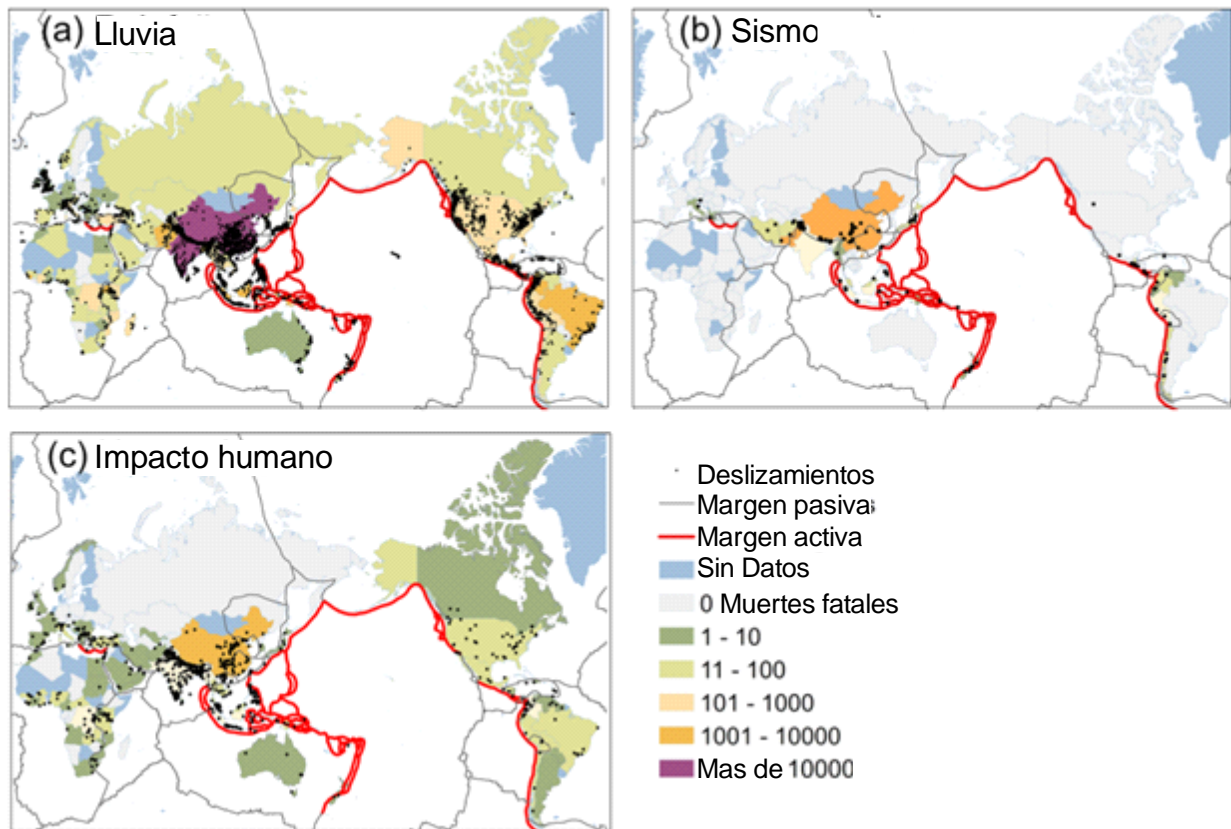 (a) Lluvia
(b) Sismo
(c) Impacto humano
Deslizamientos
Margen pasiva
Margen activa
Sin Datos
0 Muertes fatales
1 - 10
11 - 100
101 - 1000
1001 - 10000
Mas de 10000